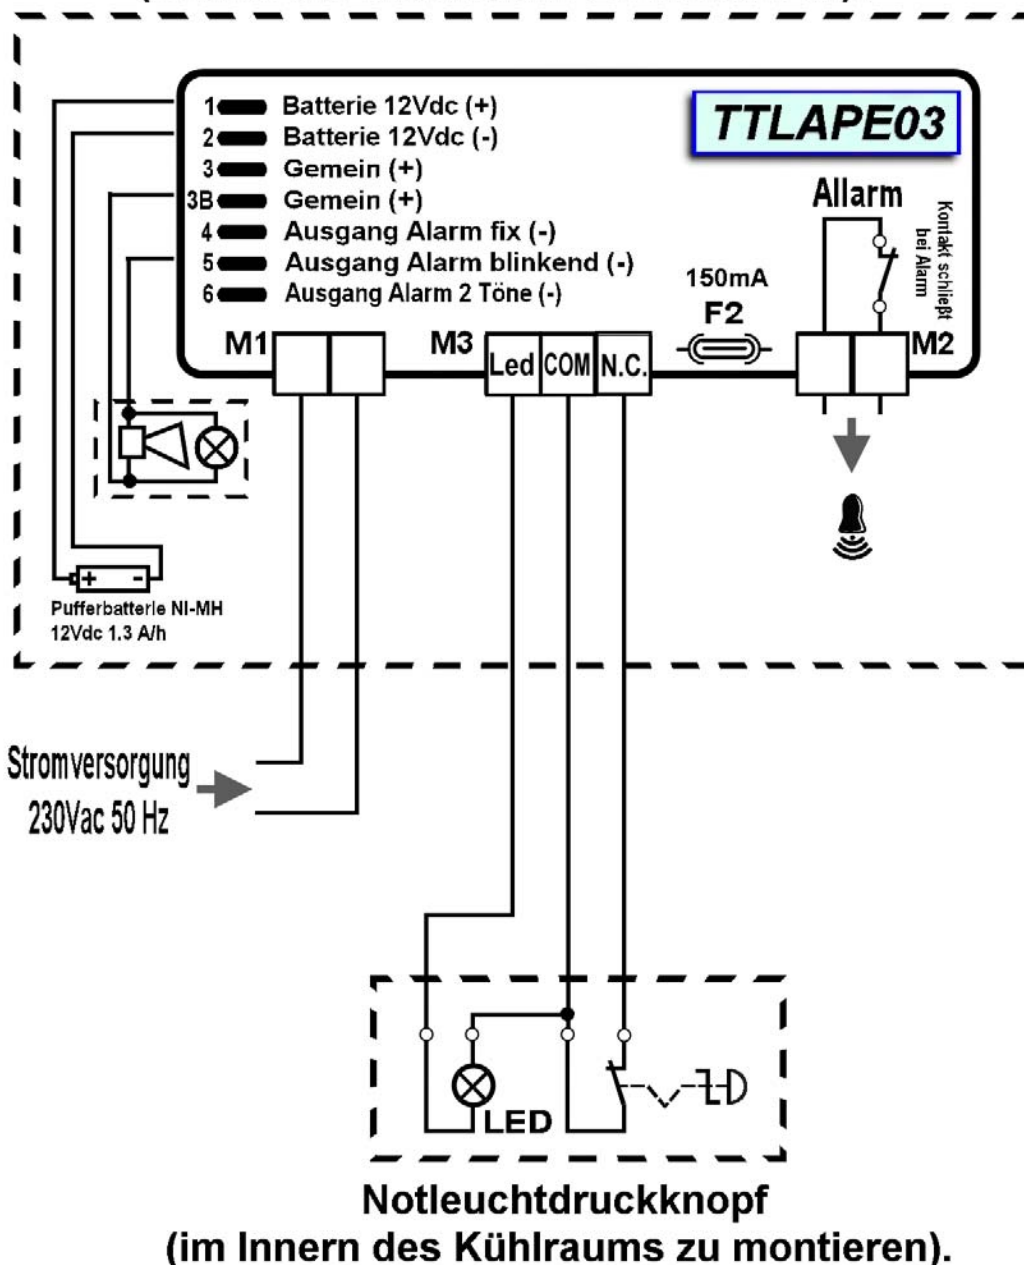 1 Batterie 12Vdc (+)
2 Batterie 12Vdc (-)
3 Gemein (+)
3B Gemein (+)
4 Ausgang Alarm fix (-)
5 Ausgang Alarm blinkend (-)
6 Ausgang Alarm 2 Töne (-)
TTLAPE03
Allarm
Kontakt schließt
bei Alarm
150mA
F2
M1
M3
Led COM N.C.
M2
+ -
Pufferbatterie NI-MH
12Vdc 1.3 A/h
Stromversorgung
230Vac 50 Hz
LED
Notleuchtdruckknopf
(im Innern des Kühlraums zu montieren).